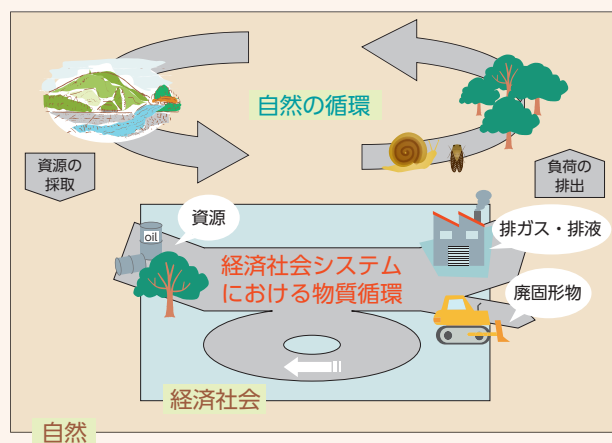 自然の循環
資源の
採取
負荷の
排出
資源
oil
排ガス・排液
経済社会システム
における物質循環
廃固形物
経済社会
自然